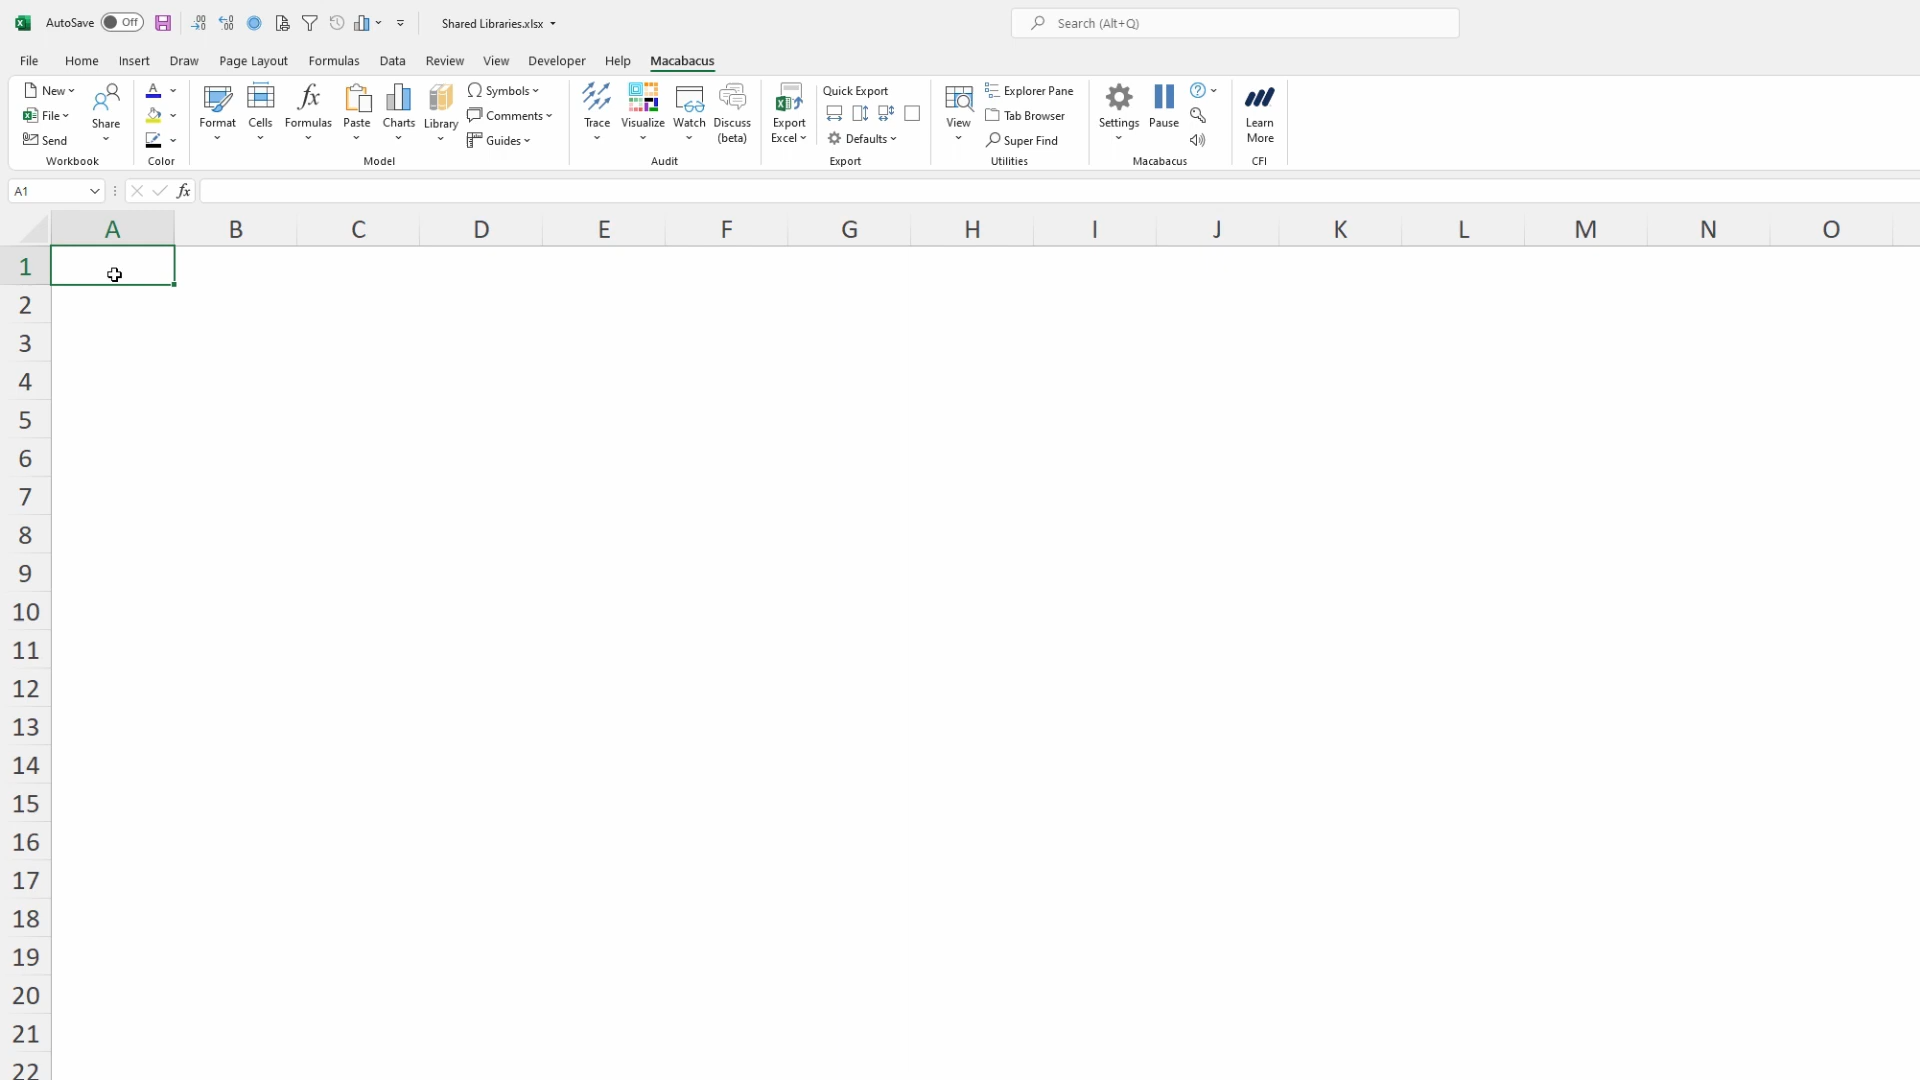 AutoSave Off Shared Libraries.xlsx Search (Alt+Q)
File Home Insert Draw Page Layout Formulas Data Review View Developer Help Macabacus
New
File
Send
Share
Workbook
A
Color
Format
Cells
fx
Formulas
Paste
Charts
Library
Symbols
Comments
Guides
Model
Trace
Visualize
Watch
Discuss
(beta)
Audit
Export
Excel
Quick Export
Defaults
Export
View
Explorer Pane
Tab Browser
Super Find
Utilities
Settings
Pause
?
Macabacus
Learn
More
CFI
A1 fx
A B C D E F G H I J K L M N O
1
2
3
4
5
6
7
8
9
10
11
12
13
14
15
16
17
18
19
20
21
22